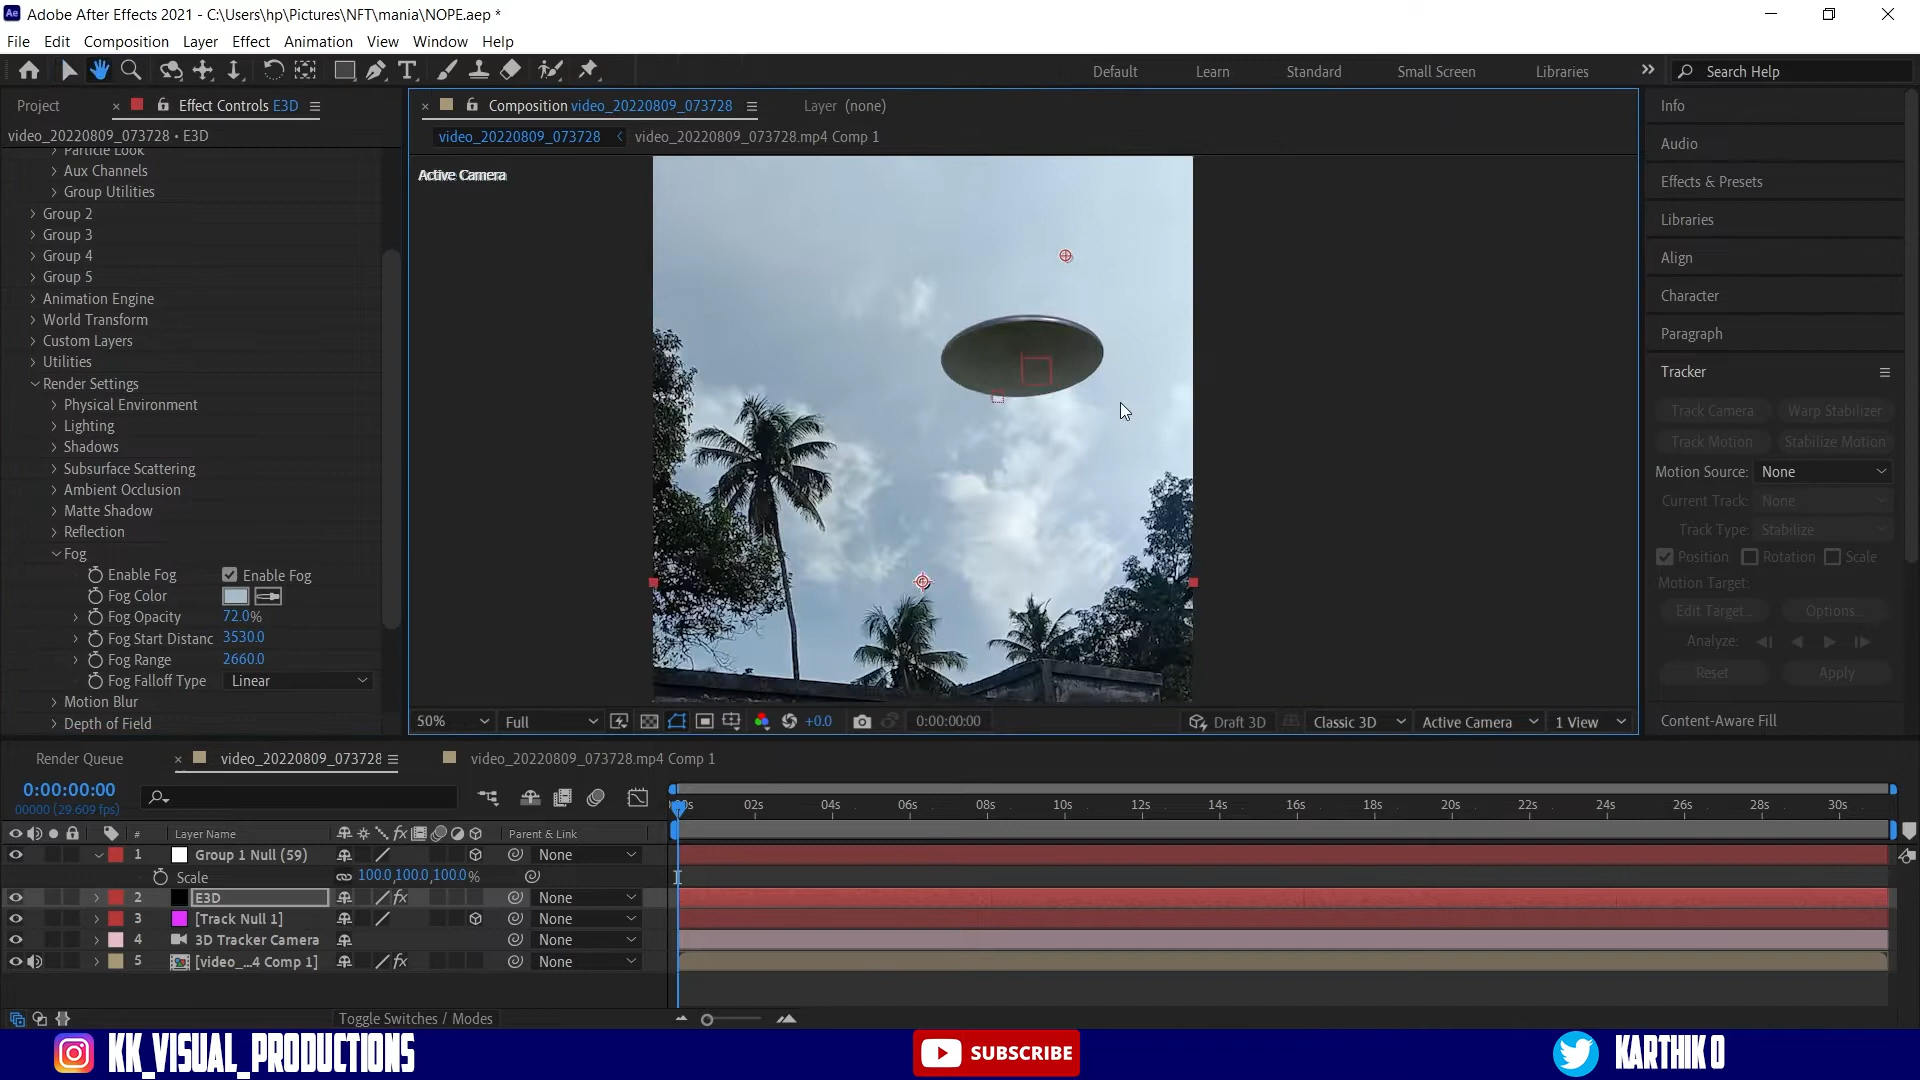 Adobe After Effects 2021 - C:\Users\hp\Pictures\NFT\mania\NOPE.aep *
File Edit Composition Layer Effect Animation View Window Help
Default Learn Standard Small Screen Libraries Search Help
Project Effect Controls E3D
video_20220809_073728 • E3D
Particle Look
Aux Channels
Group Utilities
Group 2
Group 3
Group 4
Group 5
Animation Engine
World Transform
Custom Layers
Utilities
Render Settings
Physical Environment
Lighting
Shadows
Subsurface Scattering
Ambient Occlusion
Matte Shadow
Reflection
Fog
Enable Fog Enable Fog
Fog Color
Fog Opacity 72.0%
Fog Start Distanc 3530.0
Fog Range 2660.0
Fog Falloff Type Linear
Motion Blur
Depth of Field
Composition video_20220809_073728 Layer (none)
video_20220809_073728 video_20220809_073728.mp4 Comp 1
Active Camera
50% Full +0.0 0:00:00:00 Draft 3D Classic 3D Active Camera 1 View
Info
Audio
Effects & Presets
Libraries
Align
Character
Paragraph
Tracker
Track Camera Warp Stabilizer
Track Motion Stabilize Motion
Motion Source: None
Current Track: None
Track Type: Stabilize
Position Rotation Scale
Motion Target:
Edit Target... Options...
Analyze:
Reset Apply
Content-Aware Fill
Render Queue video_20220809_073728 video_20220809_073728.mp4 Comp 1
0:00:00:00
00000 (29.609 fps)
02s 04s 06s 08s 10s 12s 14s 16s 18s 20s 22s 24s 26s 28s 30s
# Layer Name fx Parent & Link
1 Group 1 Null (59) None
Scale 100.0,100.0,100.0%
2 E3D fx None
3 [Track Null 1] None
4 3D Tracker Camera None
5 [video_...4 Comp 1] fx None
Toggle Switches / Modes
KK_VISUAL_PRODUCTIONS SUBSCRIBE KARTHIK O